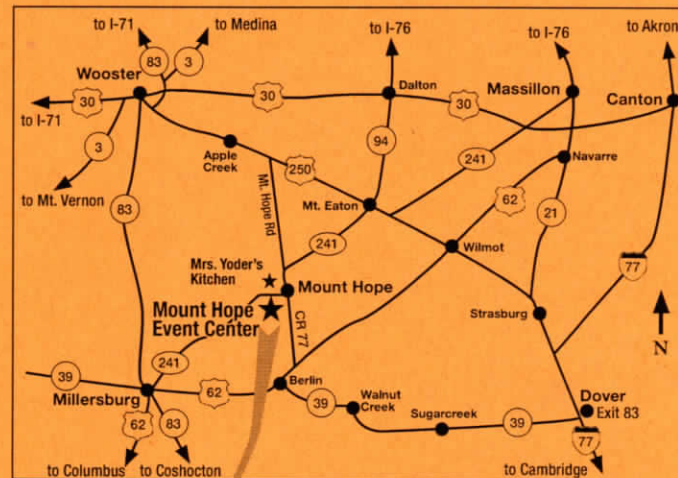 to I-71
to Medina
to I-76
to I-76
to Akron
83
3
Wooster
Dalton
Massillon
Canton
30
30
30
to I-71
3
Apple
Creek
94
241
Navarre
250
to Mt. Vernon
83
Mt. Hope Rd
Mt. Eaton
62
21
241
Wilmot
77
Mrs. Yoder's
Kitchen
Mount Hope
Mount Hope
Event Center
CR 77
Strasburg
N
241
39
62
Berlin
Millersburg
39
Walnut
Creek
Sugarcreek
39
Dover
Exit 83
62
83
77
to Columbus
to Coshocton
to Cambridge